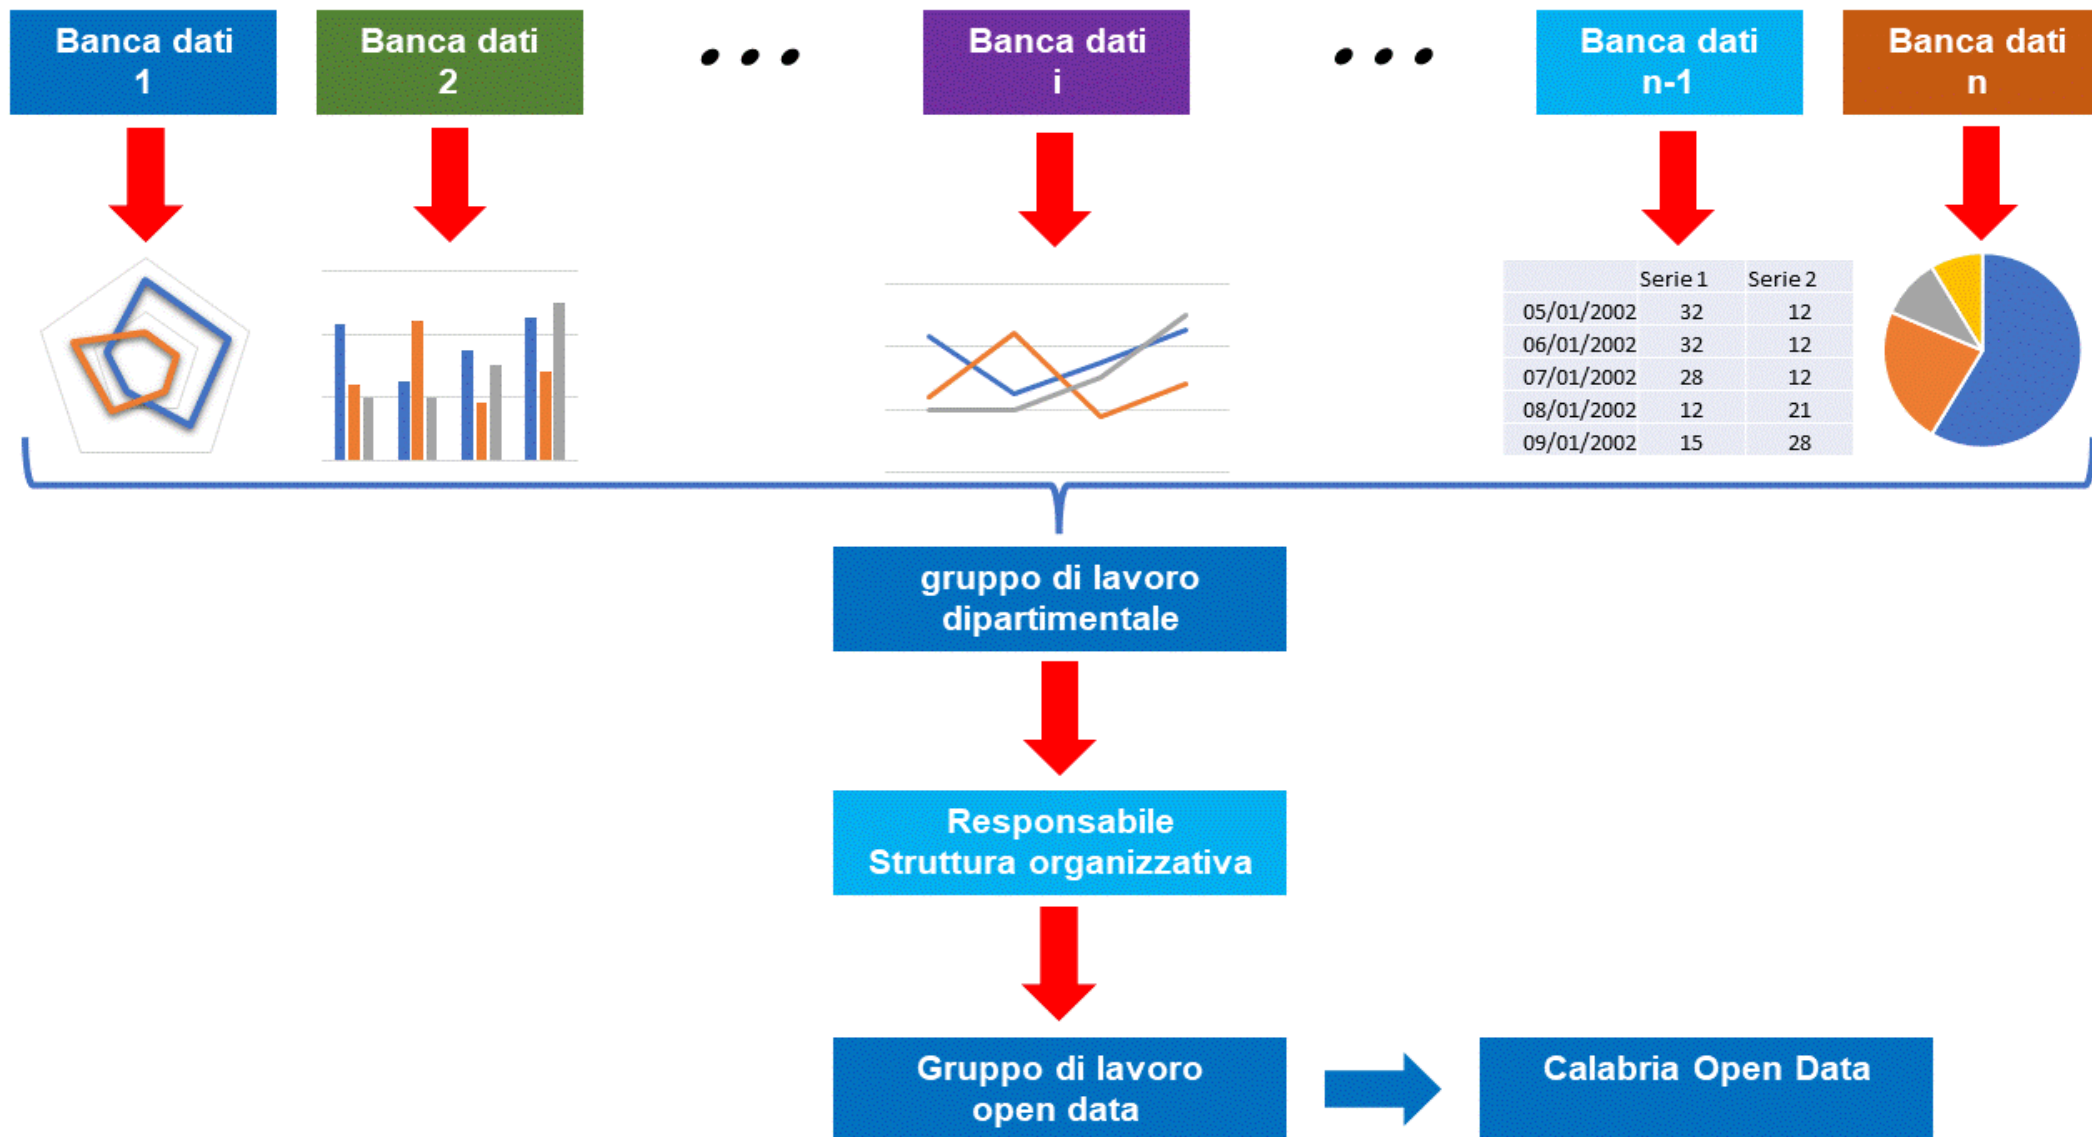 Banca dati
1
Banca dati
2
• • •
Banca dati
i
• • •
Banca dati
n-1
Banca dati
n
Serie 1 Serie 2
05/01/2002 32 12
06/01/2002 32 12
07/01/2002 28 12
08/01/2002 12 21
09/01/2002 15 28
gruppo di lavoro
dipartimentale
Responsabile
Struttura organizzativa
Gruppo di lavoro
open data
Calabria Open Data